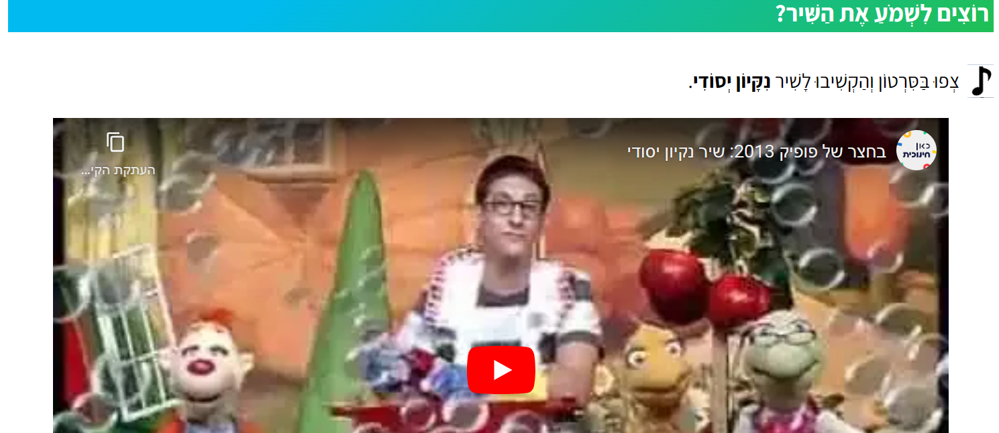 רוֹצִים לִשְׁמֹעַ אֶת הַשִּׁיר?
צְפוּ בַּסִּרְטוֹן וְהַקְשִׁיבוּ לַשִּׁיר נִקָּיוֹן יְסוֹדִי.
כאן
חינוכית
בחצר של פופיק 2013: שיר נקיון יסודי
העתקת הקי...